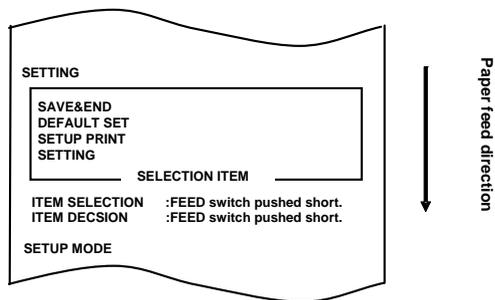 SETTING
SAVE&END
DEFAULT SET
SETUP PRINT
SETTING
SELECTION ITEM
ITEM SELECTION :FEED switch pushed short.
ITEM DECSION :FEED switch pushed short.
SETUP MODE
Paper feed direction